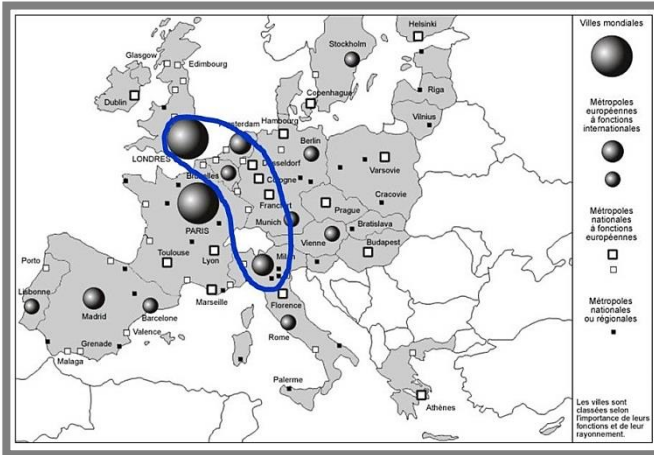 Helsinki
Stockholm
Glasgow
Edimbourg
Riga
Dublin
Copenhague
Vilnius
Hambourg
Amsterdam
Berlin
LONDRES
Dusseldorf
Varsovie
Bruxelles
Cologne
Cracovie
Francfort
Prague
PARIS
Munich
Bratislava
Vienne
Budapest
Toulouse
Lyon
Milan
Porto
Marseille
Florence
Lisbonne
Madrid
Barcelone
Rome
Valence
Grenade
Malaga
Palerme
Athènes
Villes mondiales
Métropoles
européennes
à fonctions
internationales
Métropoles
nationales
à fonctions
européennes
Métropoles
nationales
ou régionales
Les villes sont
classées selon
l'importance de leurs
fonctions et de leur
rayonnement.